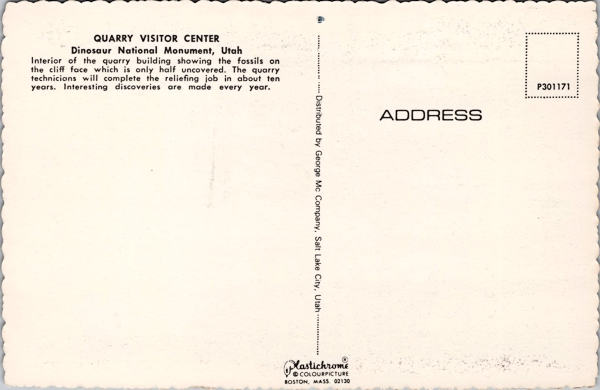 QUARRY VISITOR CENTER
Dinosaur National Monument, Utah
Interior of the quarry building showing the fossils on
the cliff face which is only half uncovered. The quarry
technicians will complete the reliefing job in about ten
years. Interesting discoveries are made every year.
P301171
ADDRESS
Distributed by George Mc Company, Salt Lake City, Utah
Plastichrome®
© COLOURPICTURE
BOSTON, MASS. 02130